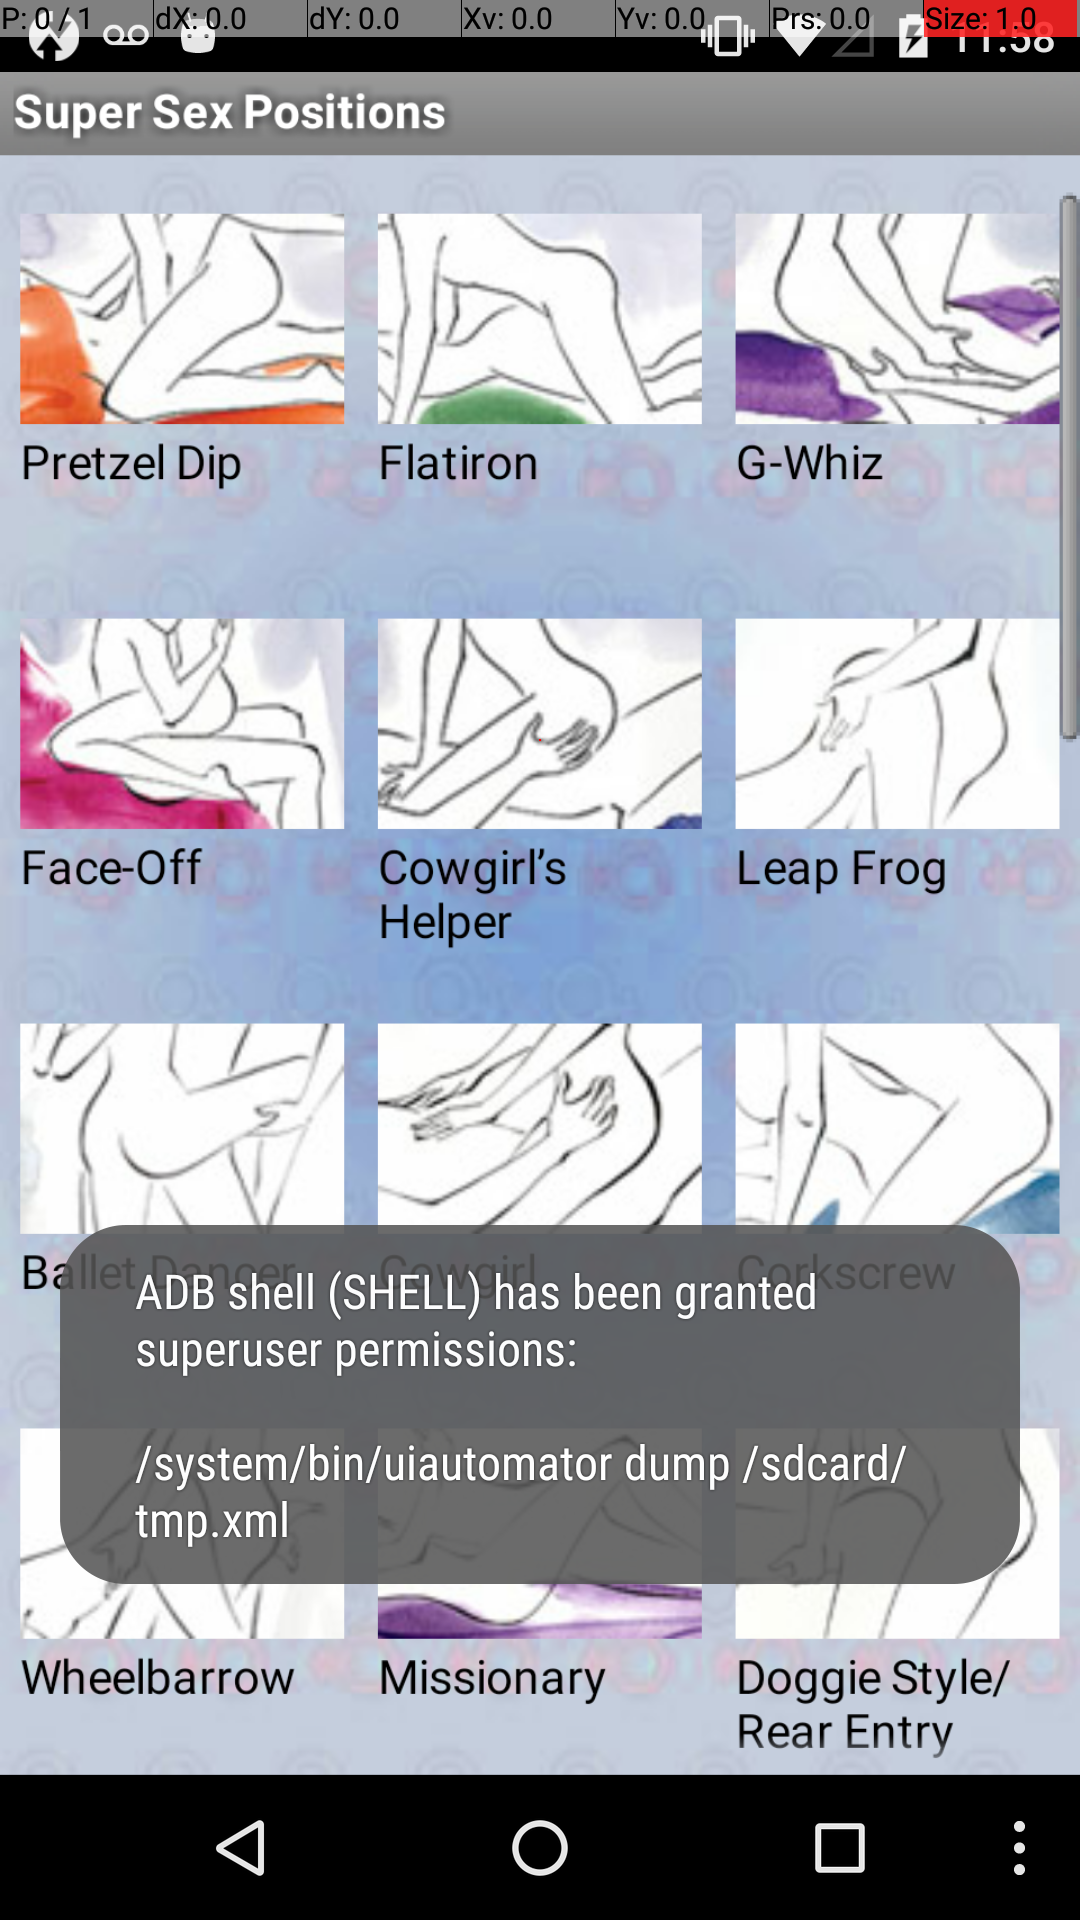 P: 0 / 1 dX: 0.0 dY: 0.0 Xv: 0.0 Yv: 0.0 Prs: 0.0 Size: 1.0
11:58
Super Sex Positions
Pretzel Dip Flatiron G-Whiz
Face-Off Cowgirl’s Leap Frog
Helper
Ballet Dancer Cowgirl Corkscrew
ADB shell (SHELL) has been granted
superuser permissions:
/system/bin/uiautomator dump /sdcard/
tmp.xml
Wheelbarrow Missionary Doggie Style/
Rear Entry